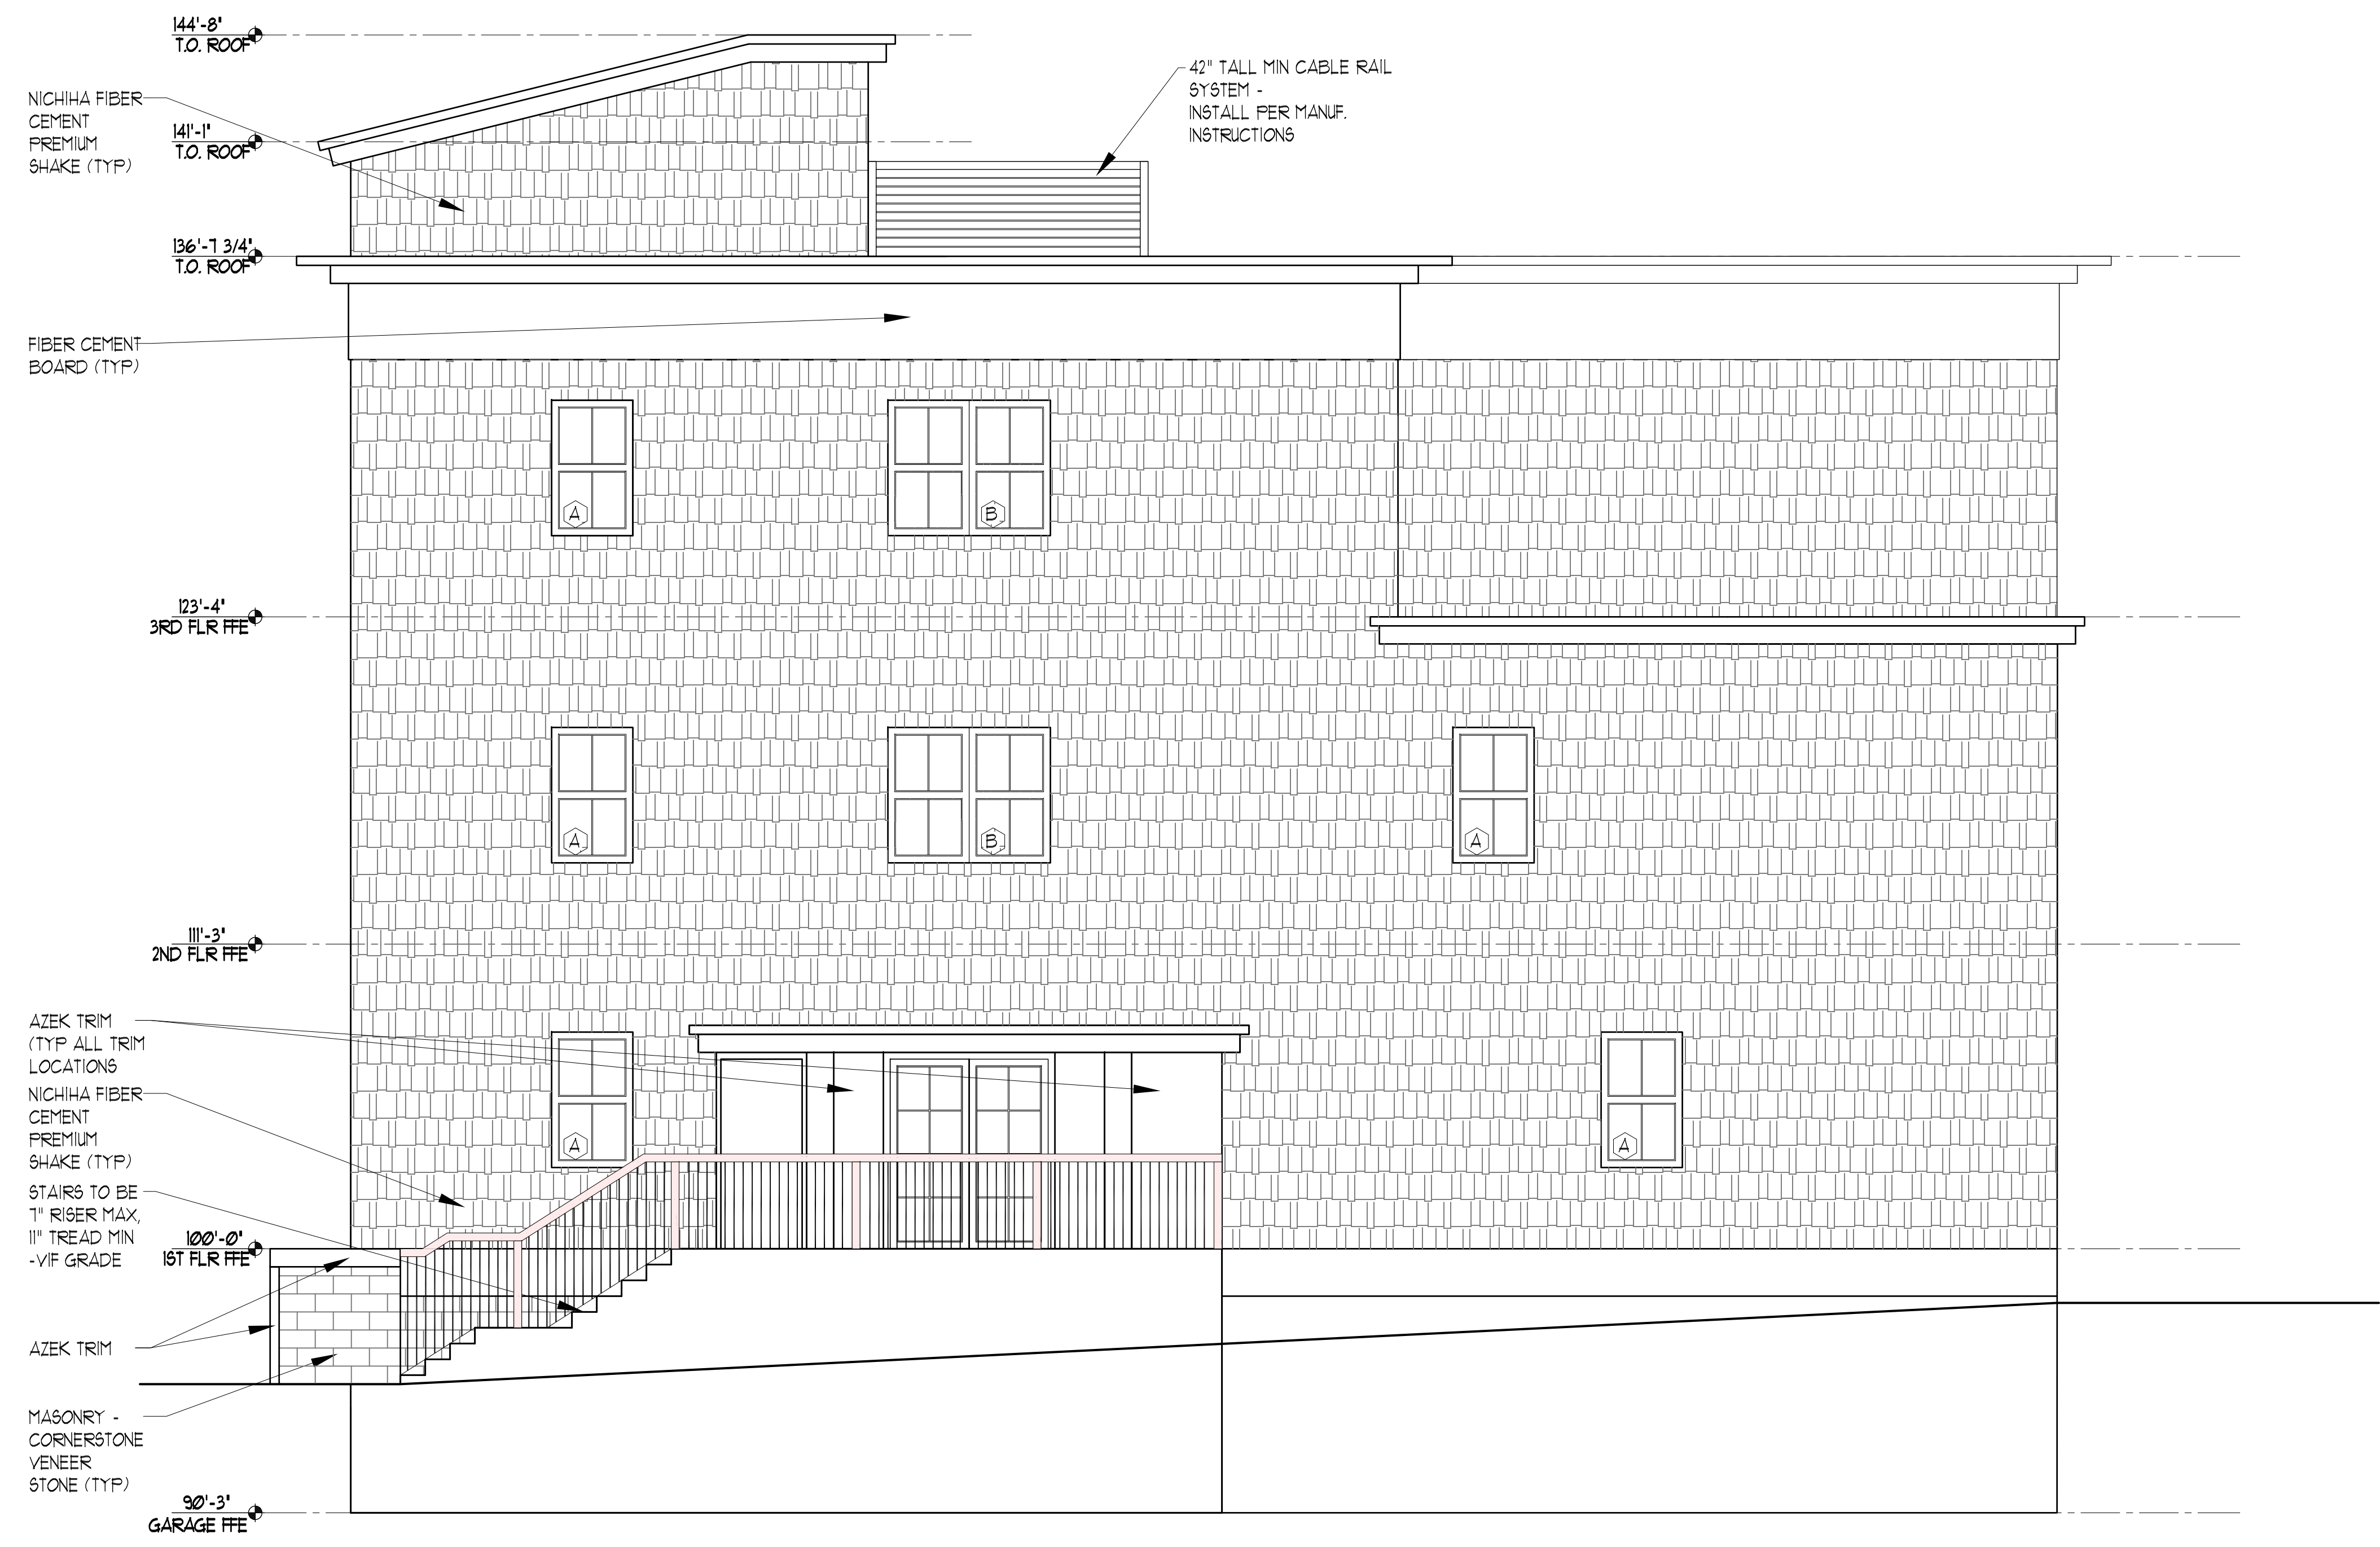 144'-8"
T.O. ROOF
NICHIHA FIBER
CEMENT
PREMIUM
SHAKE (TYP)
141'-1"
T.O. ROOF
42" TALL MIN CABLE RAIL
SYSTEM -
INSTALL PER MANUF.
INSTRUCTIONS
136'-7 3/4"
T.O. ROOF
FIBER CEMENT
BOARD (TYP)
A
B
123'-4"
3RD FLR FFE
A
B
A
111'-3"
2ND FLR FFE
AZEK TRIM
(TYP ALL TRIM
LOCATIONS
NICHIHA FIBER
CEMENT
PREMIUM
SHAKE (TYP)
A
A
STAIRS TO BE
7" RISER MAX,
11" TREAD MIN
-VIF GRADE
100'-0"
1ST FLR FFE
AZEK TRIM
MASONRY -
CORNERSTONE
VENEER
STONE (TYP)
90'-3"
GARAGE FFE